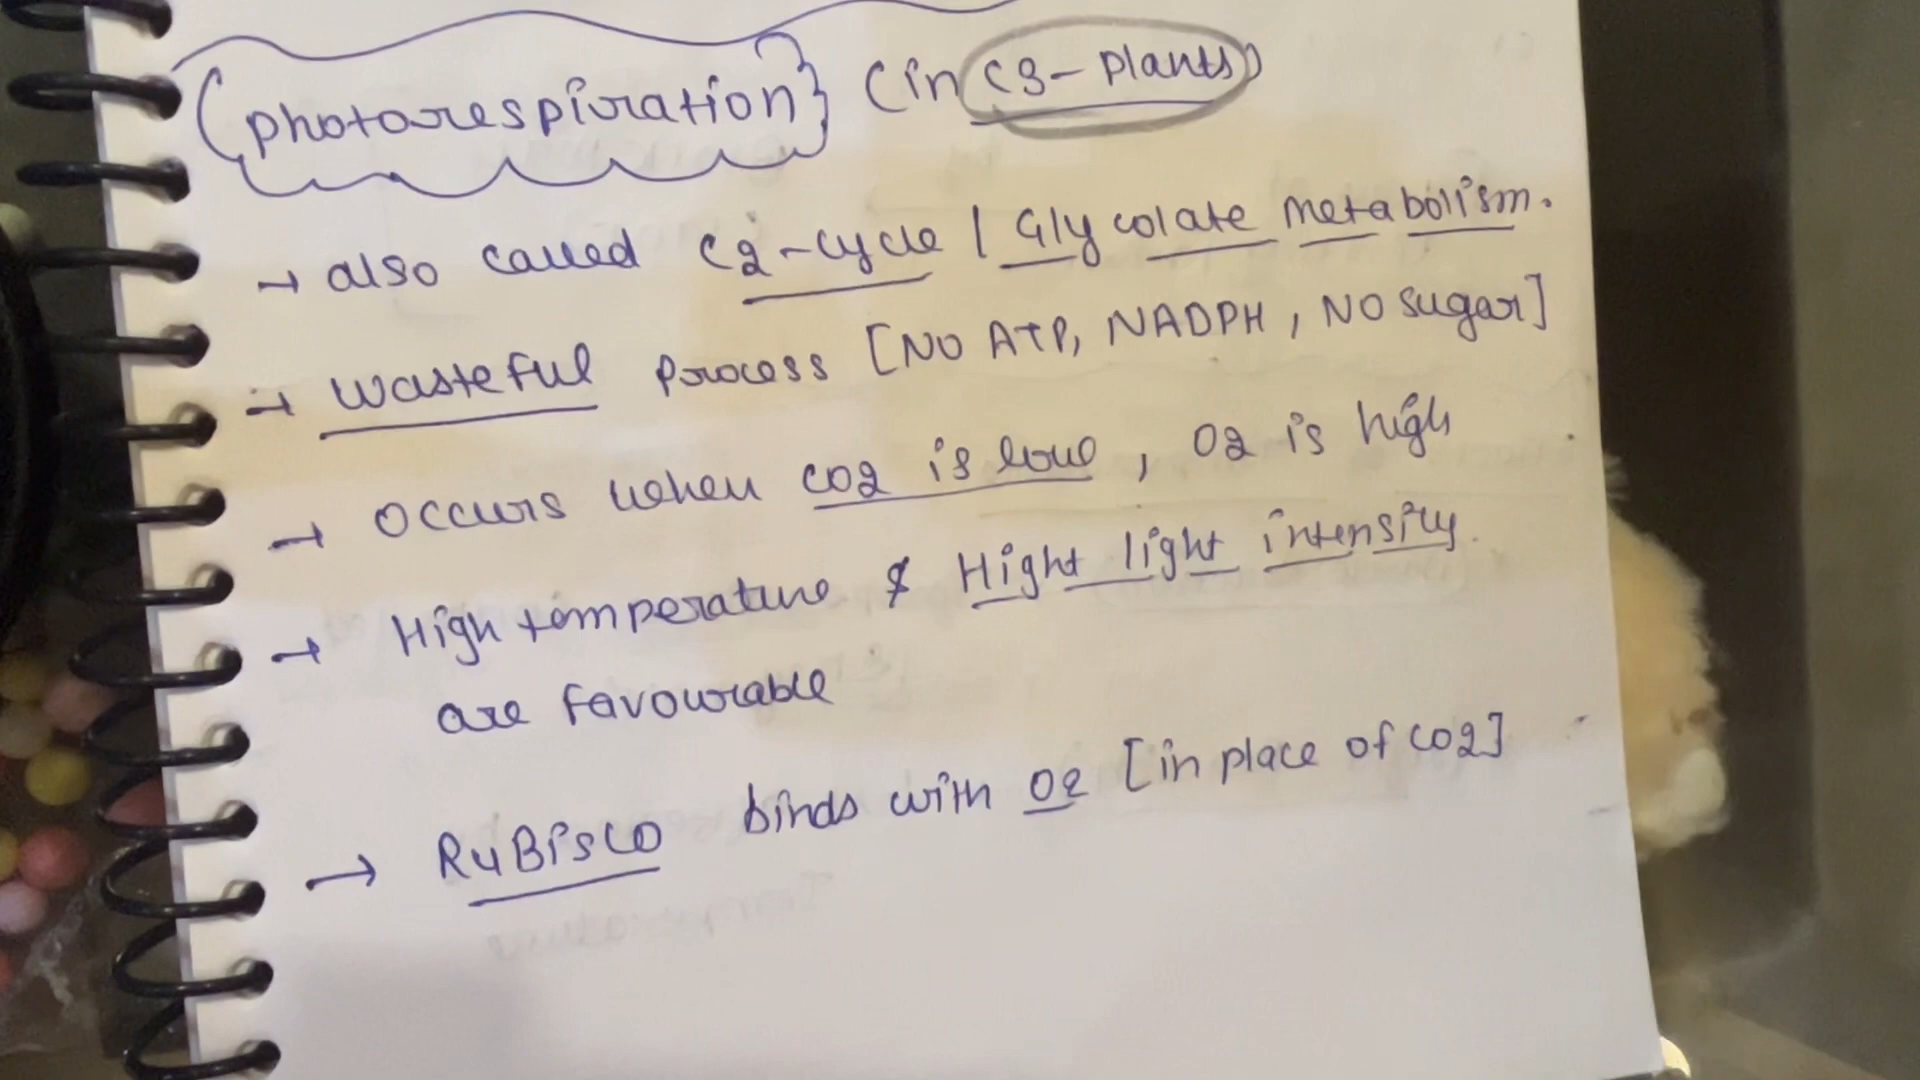 (photorespiration} (in C3-plants)
→ also called C2-cycle / Glycolate Metabolism.
→ Wasteful process [NO ATP, NADPH, NO sugar]
→ Occurs when CO2 is low, O2 is high
→ High temperature & Hight light intensity.
are favourable
→ RuBisCO binds with O2 [in place of CO2]